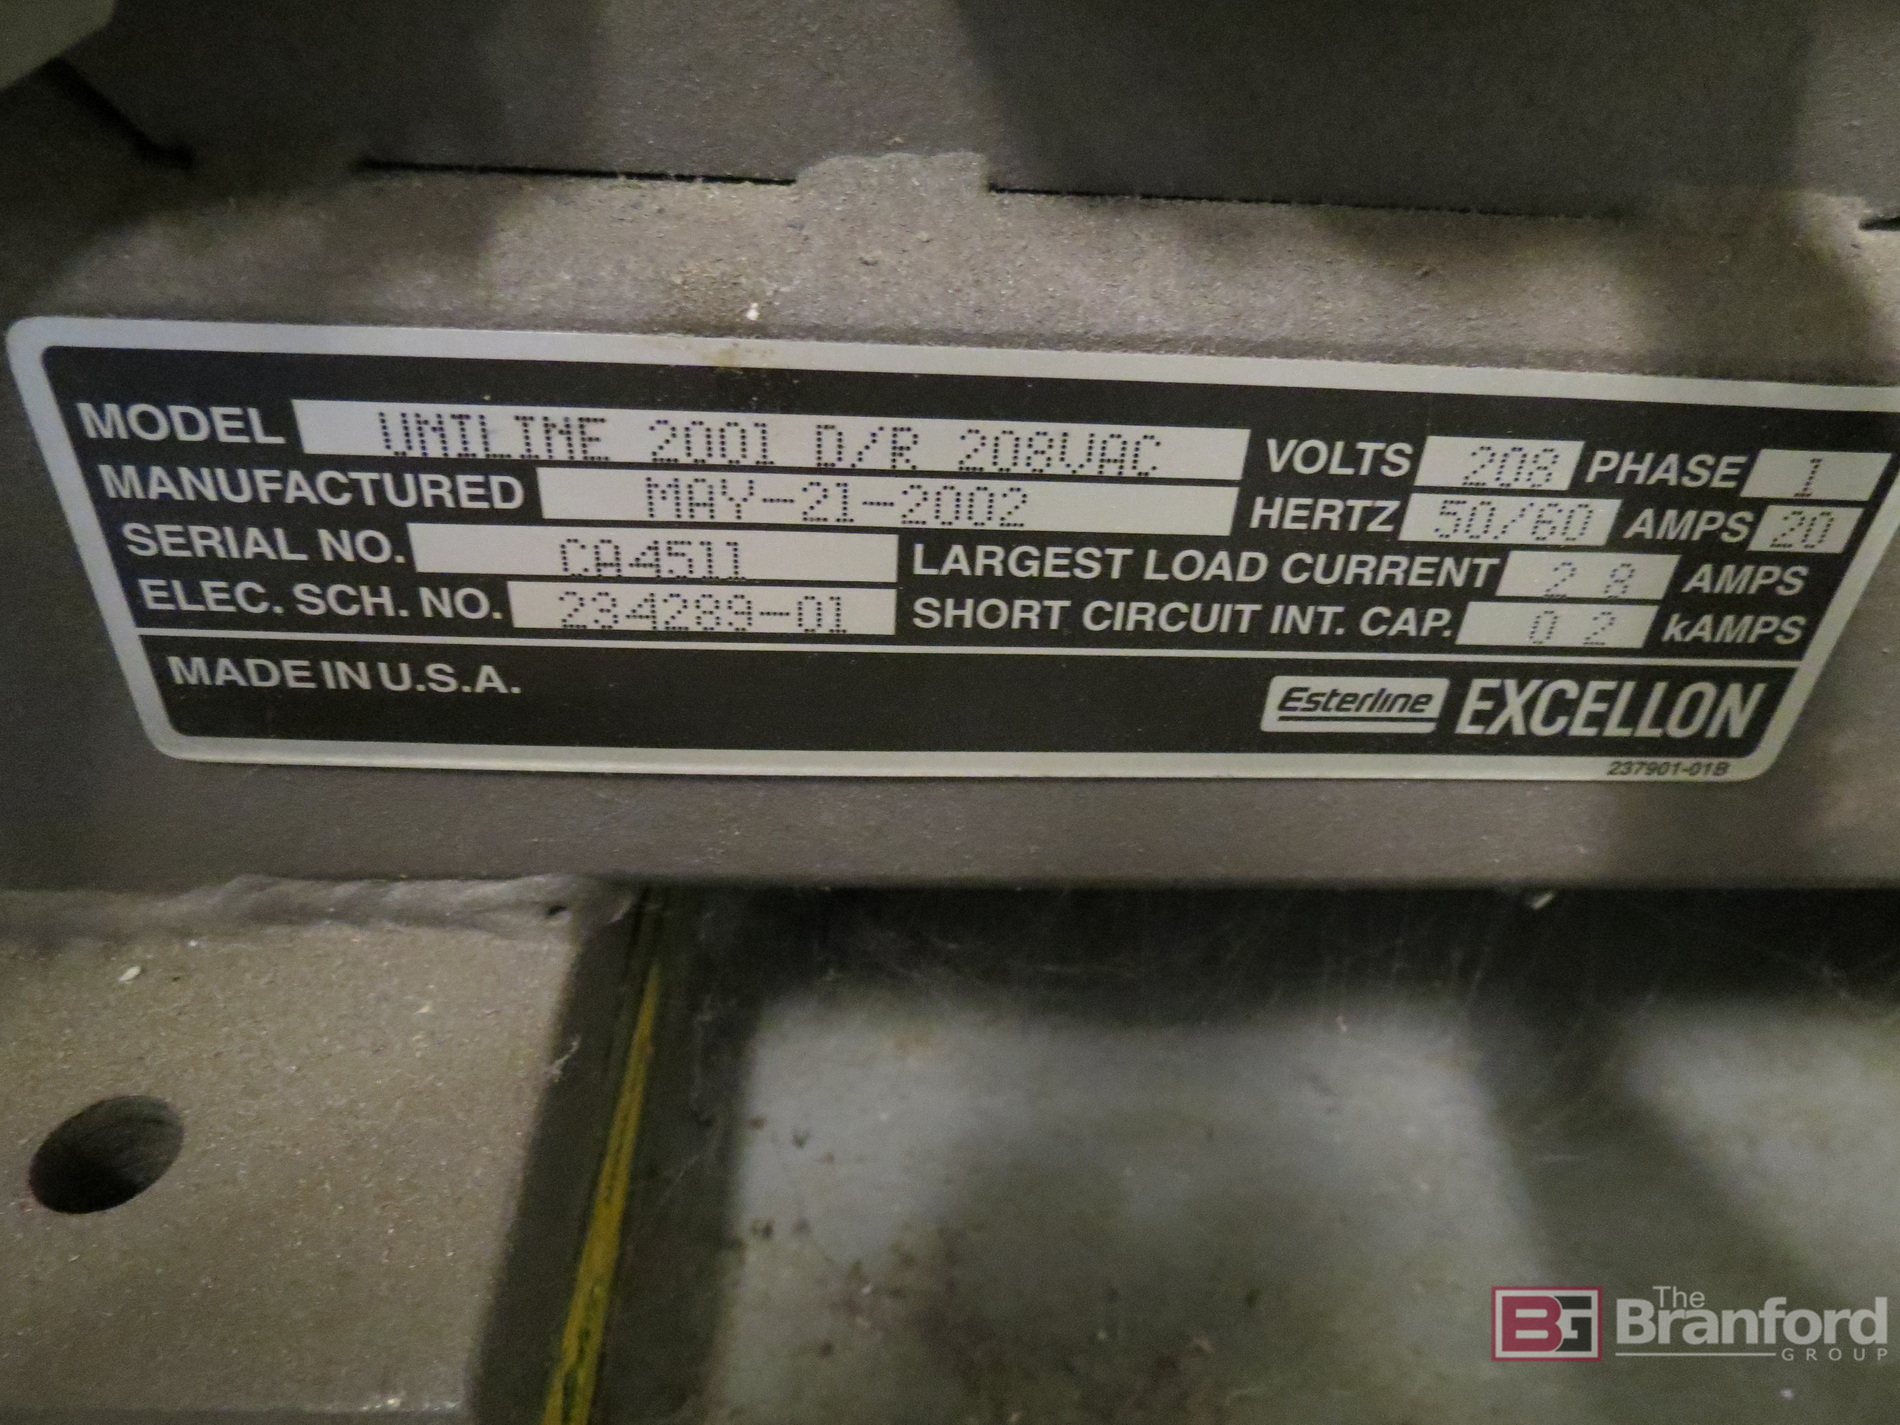 MODEL UNILINE 2001 D/R 208VAC VOLTS 208 PHASE 1
MANUFACTURED MAY-21-2002 HERTZ 50/60 AMPS 20
SERIAL NO. CA4511 LARGEST LOAD CURRENT 2 8 AMPS
ELEC. SCH. NO. 234289-01 SHORT CIRCUIT INT. CAP. 0 2 kAMPS
MADE IN U.S.A.
Esterline EXCELLON
237901-01B
BG The Branford
GROUP